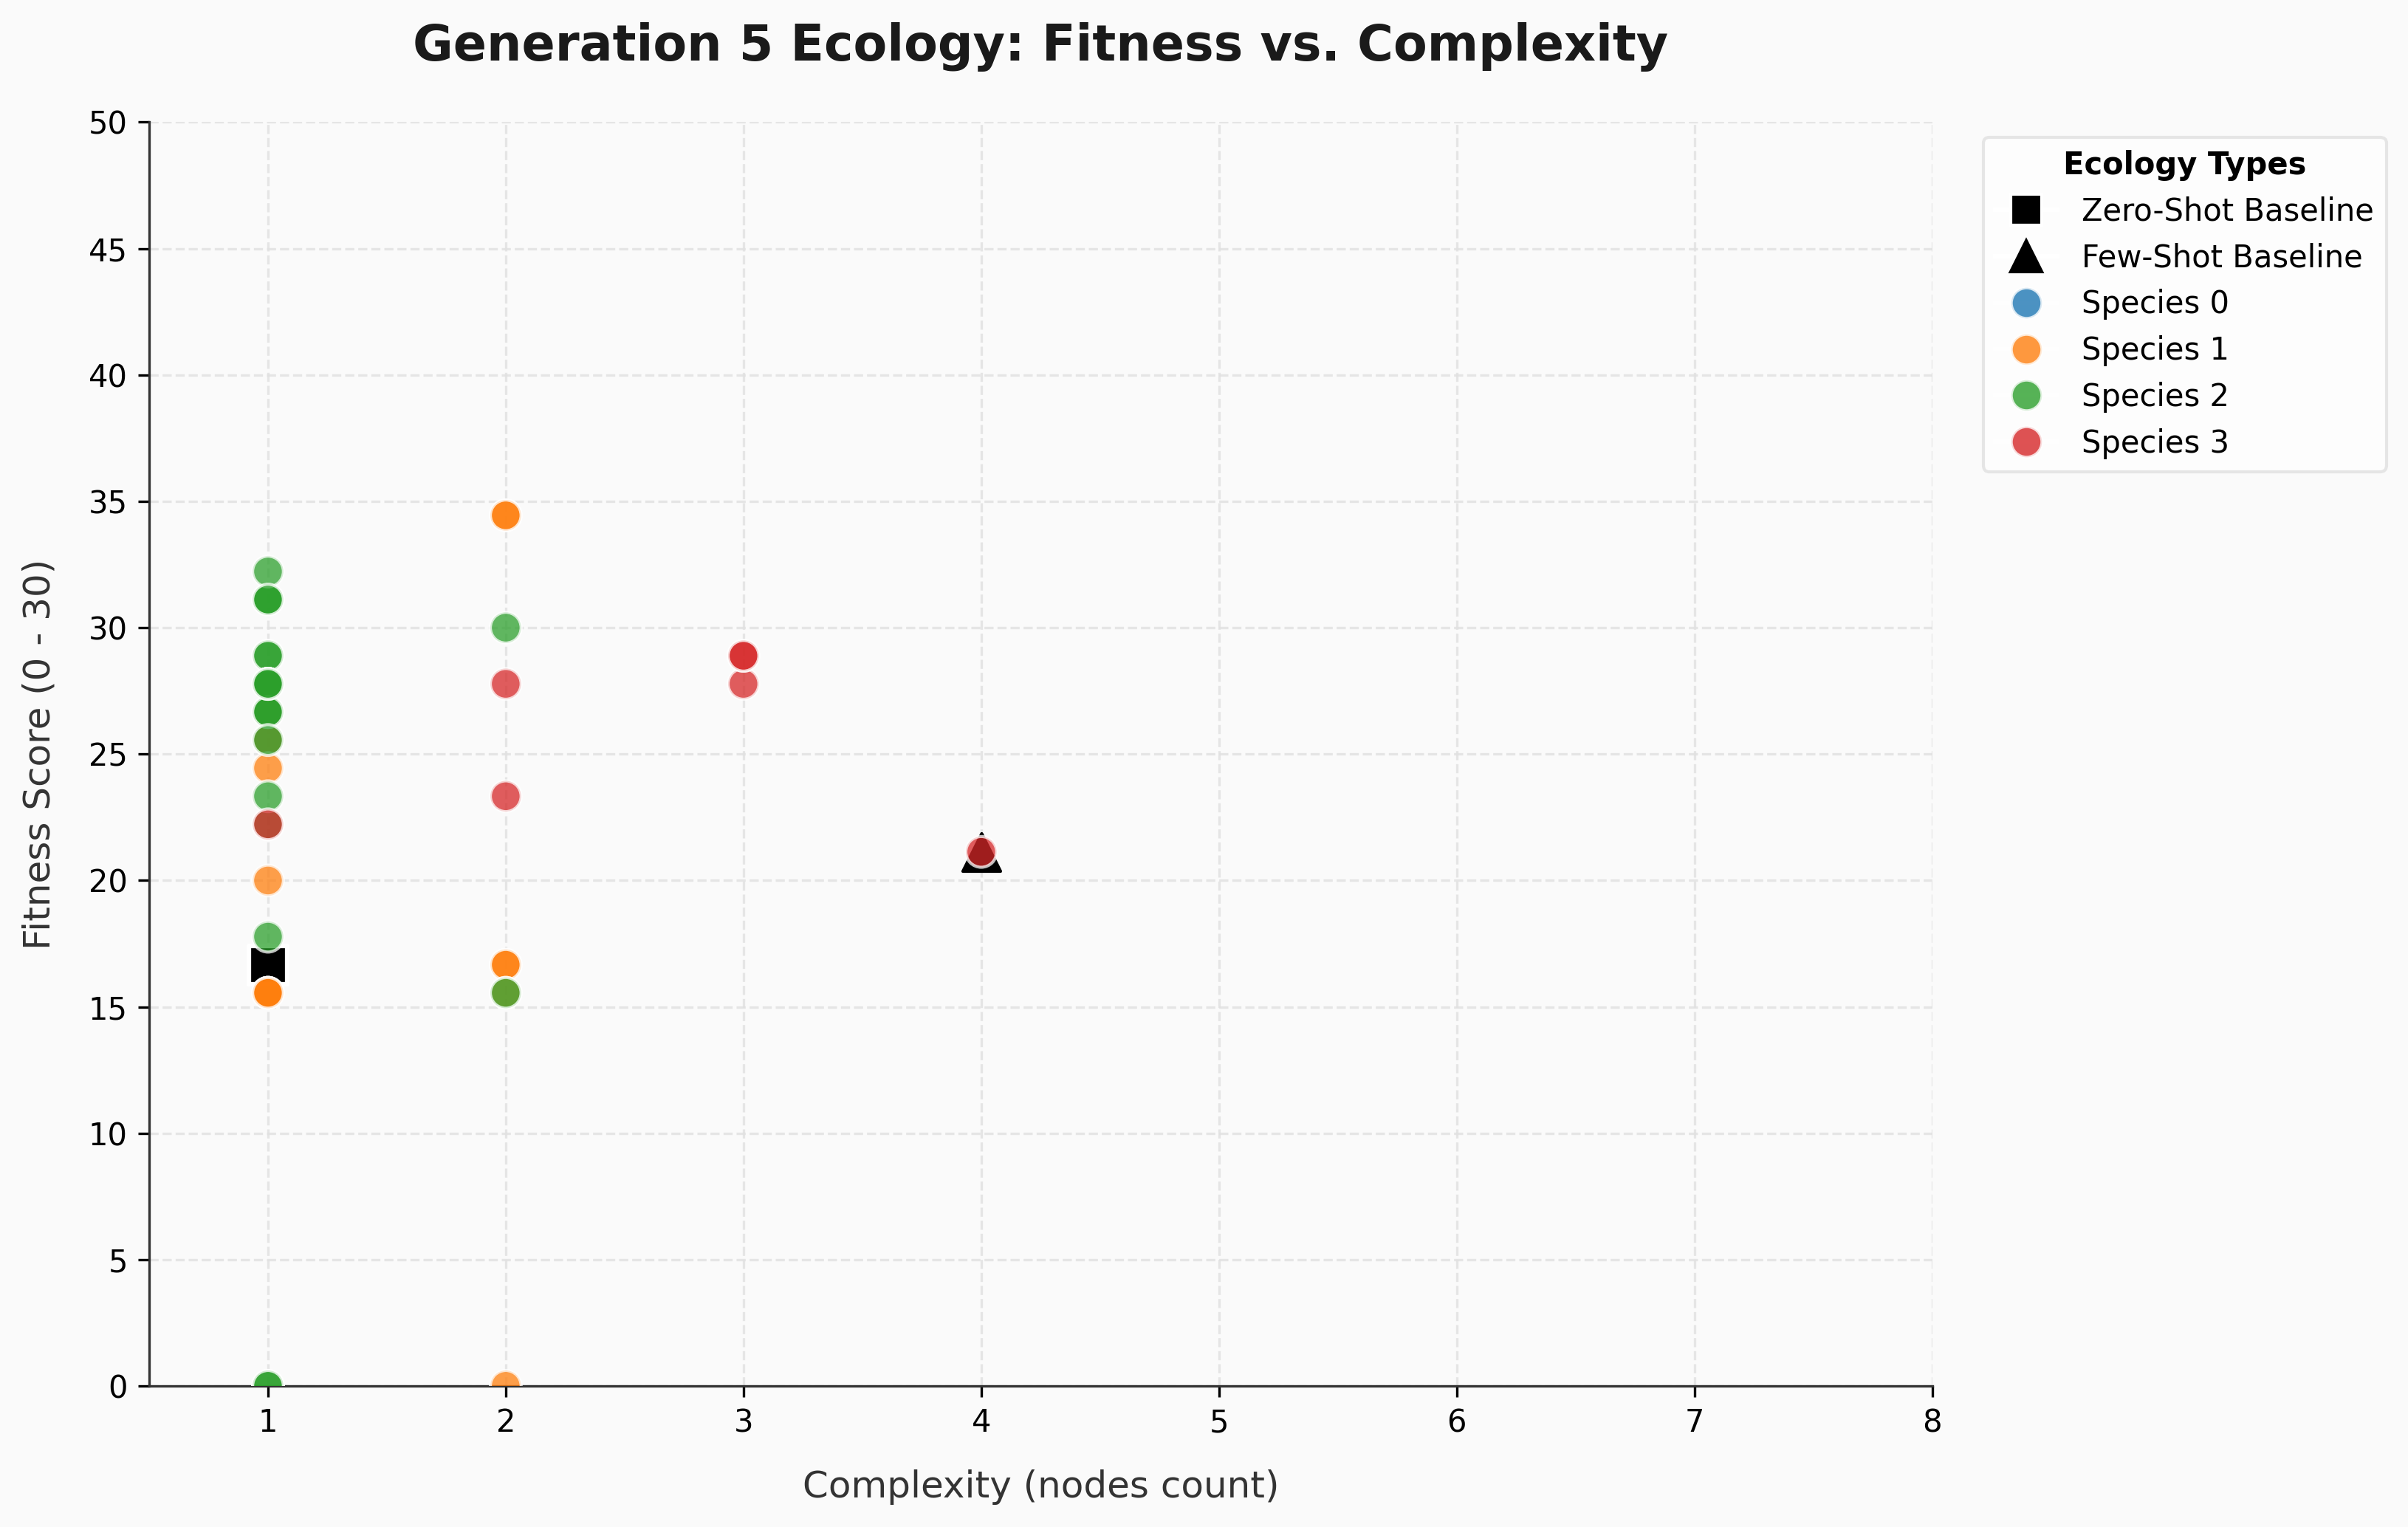 Generation 5 Ecology: Fitness vs. Complexity
50
45
40
35
30
25
20
15
10
5
0
Fitness Score (0 - 30)
1 2 3 4 5 6 7 8
Complexity (nodes count)
Ecology Types
Zero-Shot Baseline
Few-Shot Baseline
Species 0
Species 1
Species 2
Species 3